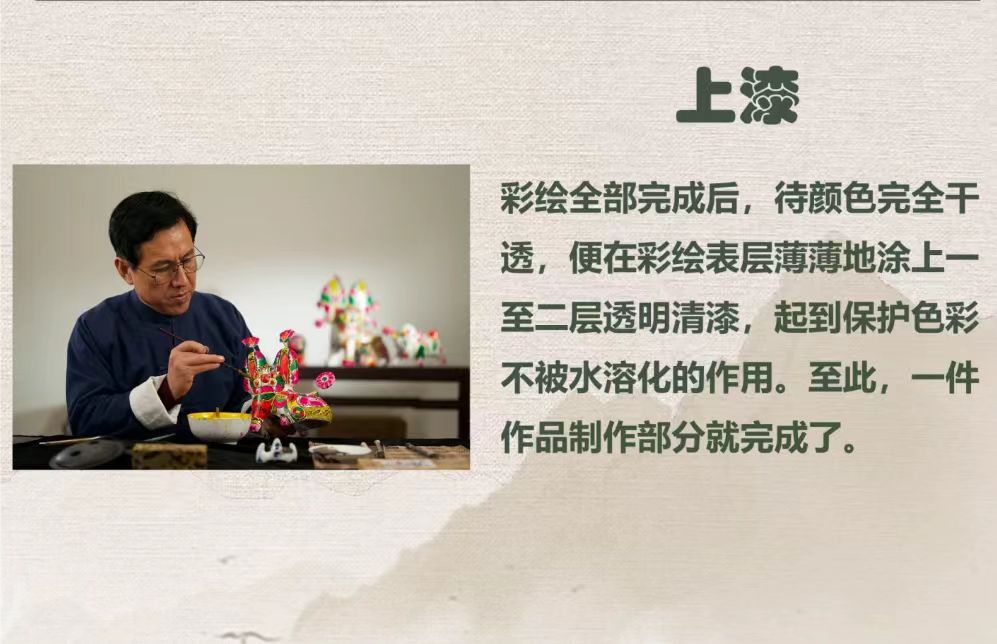 上漆
彩绘全部完成后，待颜色完全干
透，便在彩绘表层薄薄地涂上一
至二层透明清漆，起到保护色彩
不被水溶化的作用。至此，一件
作品制作部分就完成了。